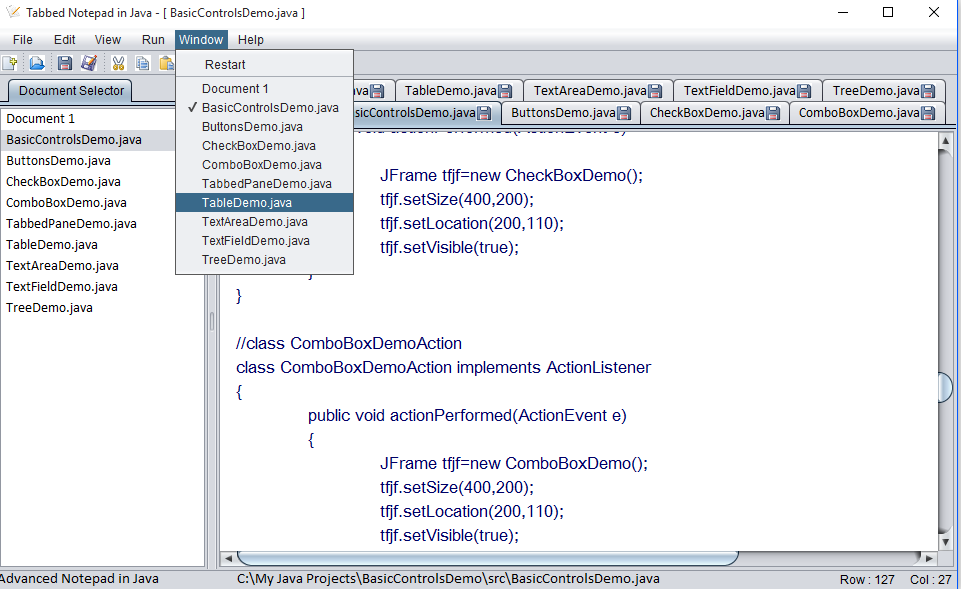 Tabbed Notepad in Java - [ BasicControlsDemo.java ]
File Edit View Run Window Help
Restart
Document 1
✓ BasicControlsDemo.java
ButtonsDemo.java
CheckBoxDemo.java
ComboBoxDemo.java
TabbedPaneDemo.java
TableDemo.java
TextAreaDemo.java
TextFieldDemo.java
TreeDemo.java
Document Selector
Document 1
BasicControlsDemo.java
ButtonsDemo.java
CheckBoxDemo.java
ComboBoxDemo.java
TabbedPaneDemo.java
TableDemo.java
TextAreaDemo.java
TextFieldDemo.java
TreeDemo.java
TableDemo.java TextAreaDemo.java TextFieldDemo.java TreeDemo.java
sicControlsDemo.java ButtonsDemo.java CheckBoxDemo.java ComboBoxDemo.java
JFrame tfjf=new CheckBoxDemo();
tfjf.setSize(400,200);
tfjf.setLocation(200,110);
tfjf.setVisible(true);
}
}
//class ComboBoxDemoAction
class ComboBoxDemoAction implements ActionListener
{
public void actionPerformed(ActionEvent e)
{
JFrame tfjf=new ComboBoxDemo();
tfjf.setSize(400,200);
tfjf.setLocation(200,110);
tfjf.setVisible(true);
Advanced Notepad in Java C:\My Java Projects\BasicControlsDemo\src\BasicControlsDemo.java Row : 127 Col : 27